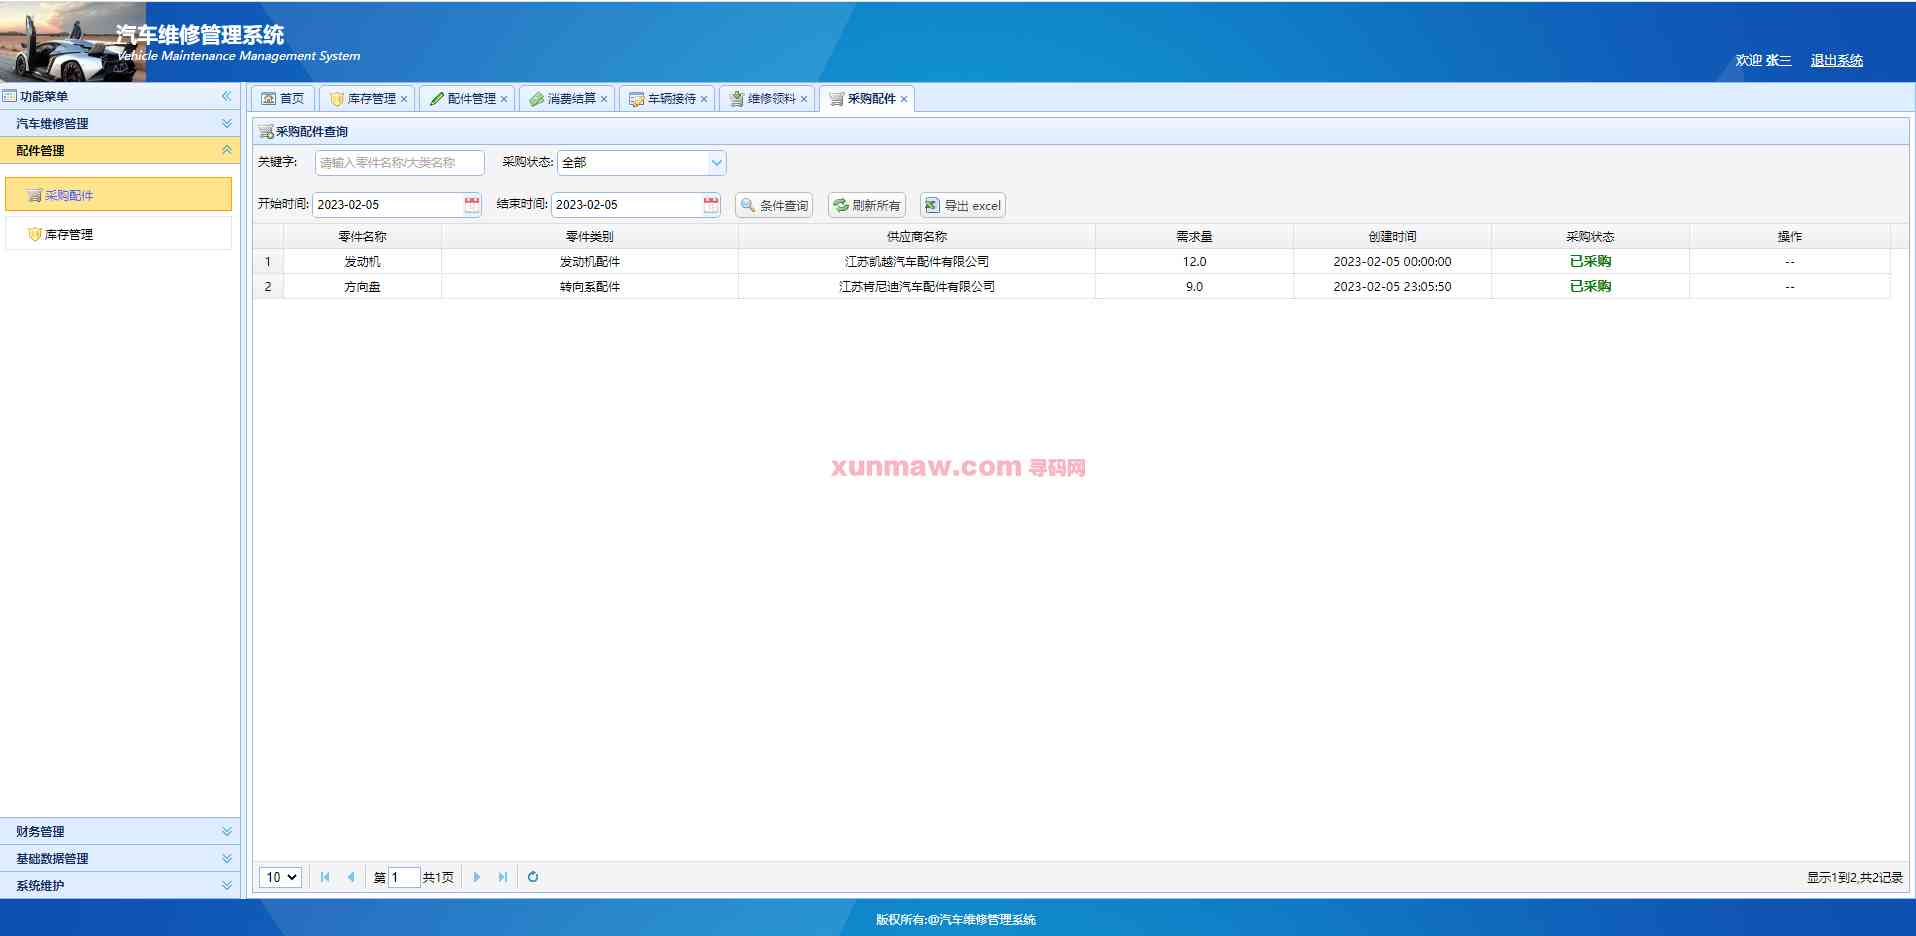 汽车维修管理系统
Vehicle Maintenance Management System
欢迎 张三 退出系统
功能菜单
汽车维修管理
配件管理
采购配件
库存管理
财务管理
基础数据管理
系统维护
首页 库存管理 配件管理 消费结算 车辆接待 维修领料 采购配件
采购配件查询
关键字: 请输入零件名称/大类名称 采购状态: 全部
开始时间: 2023-02-05 结束时间: 2023-02-05 条件查询 刷新所有 导出 excel
零件名称 零件类别 供应商名称 需求量 创建时间 采购状态 操作
1 发动机 发动机配件 江苏凯越汽车配件有限公司 12.0 2023-02-05 00:00:00 已采购 --
2 方向盘 转向系配件 江苏肯尼迪汽车配件有限公司 9.0 2023-02-05 23:05:50 已采购 --
xunmaw.com 寻码网
10 第 1 共1页 显示1到2,共2记录
版权所有:@汽车维修管理系统